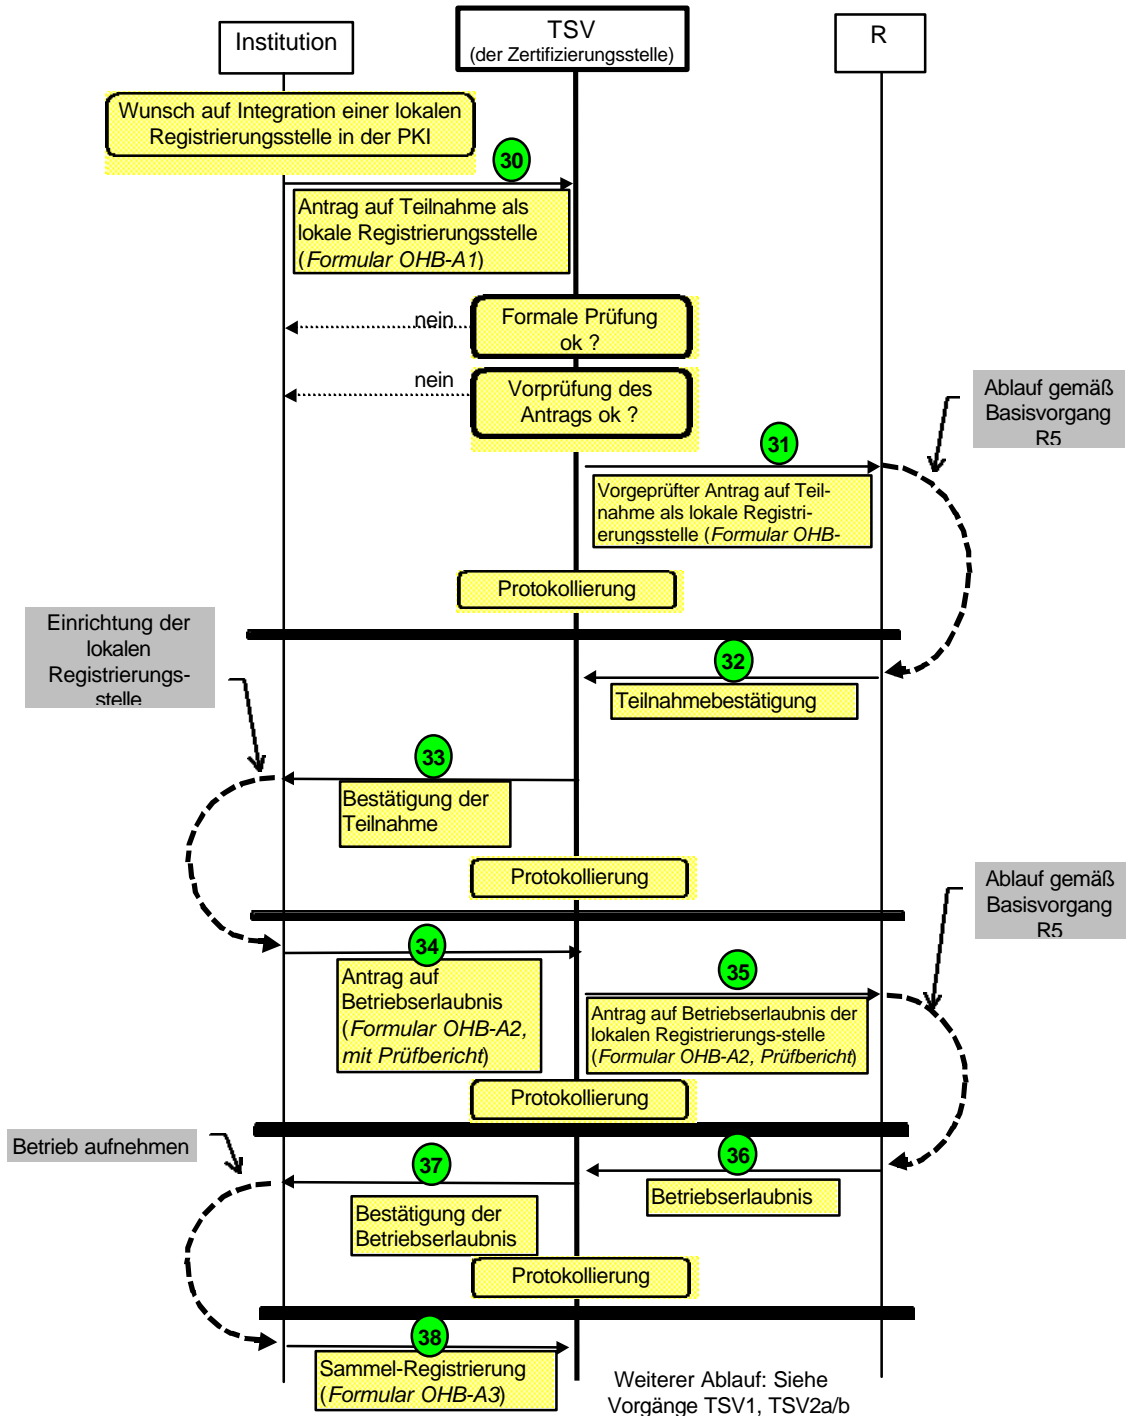 Institution
TSV
(der Zertifizierungsstelle)
R
Wunsch auf Integration einer lokalen
Registrierungsstelle in der PKI
30
Antrag auf Teilnahme als
lokale Registrierungsstelle
(Formular OHB-A1)
nein
Formale Prüfung
ok ?
nein
Vorprüfung des
Antrags ok ?
Ablauf gemäß
Basisvorgang
R5
31
Vorgeprüfter Antrag auf Teil-
nahme als lokale Registri-
erungsstelle (Formular OHB-
Protokollierung
Einrichtung der
lokalen
Registrierungs-
stelle
32
Teilnahmebestätigung
33
Bestätigung der
Teilnahme
Protokollierung
Ablauf gemäß
Basisvorgang
R5
34
Antrag auf
Betriebserlaubnis
(Formular OHB-A2,
mit Prüfbericht)
35
Antrag auf Betriebserlaubnis der
lokalen Registrierungs-stelle
(Formular OHB-A2, Prüfbericht)
Protokollierung
Betrieb aufnehmen
36
Betriebserlaubnis
37
Bestätigung der
Betriebserlaubnis
Protokollierung
38
Sammel-Registrierung
(Formular OHB-A3)
Weiterer Ablauf: Siehe
Vorgänge TSV1, TSV2a/b